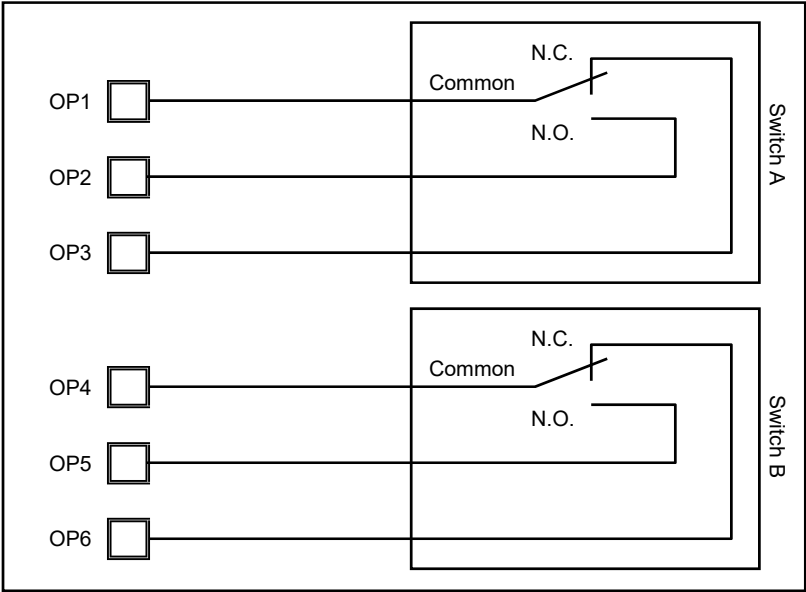 N.C.
Common
OP1
N.O.
OP2
OP3
Switch A
N.C.
Common
OP4
N.O.
OP5
OP6
Switch B